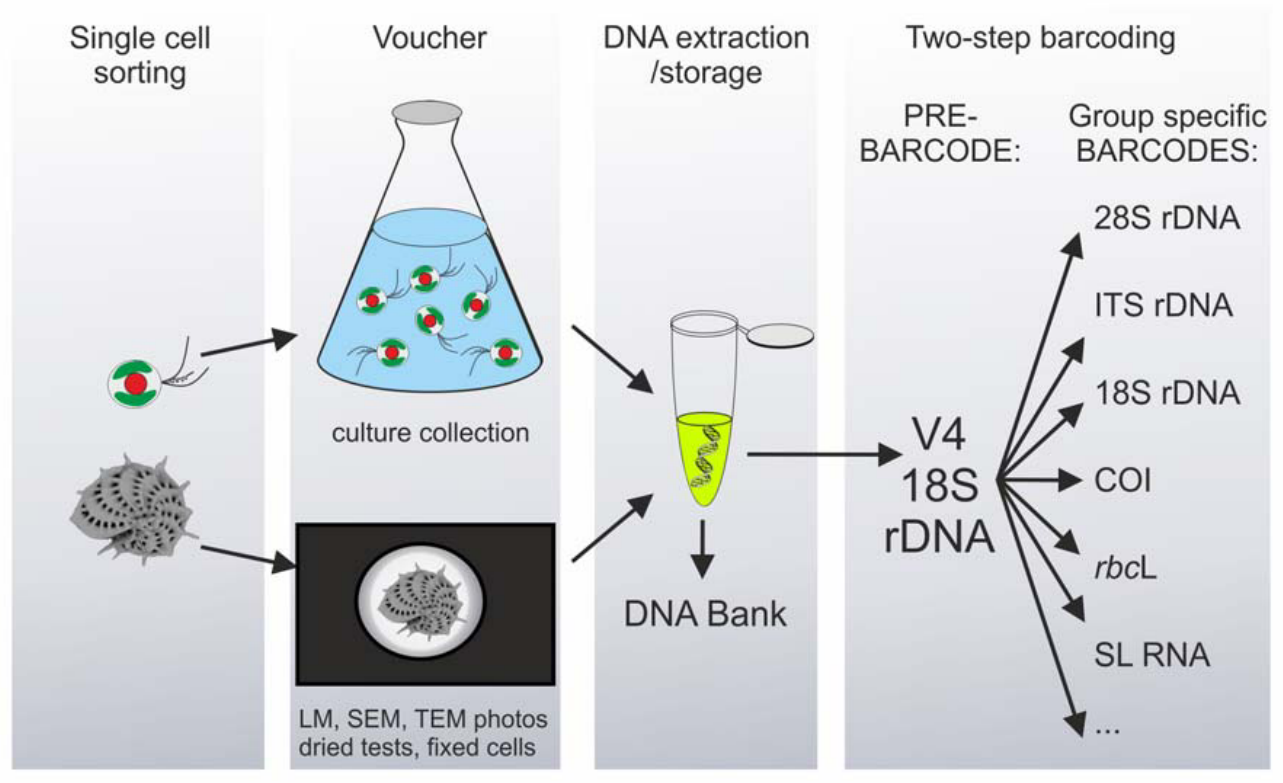 Single cell
sorting
Voucher
culture collection
LM, SEM, TEM photos
dried tests, fixed cells
DNA extraction
/storage
DNA Bank
Two-step barcoding
PRE-
BARCODE:
V4
18S
rDNA
Group specific
BARCODES:
28S rDNA
ITS rDNA
18S rDNA
COI
rbcL
SL RNA
...